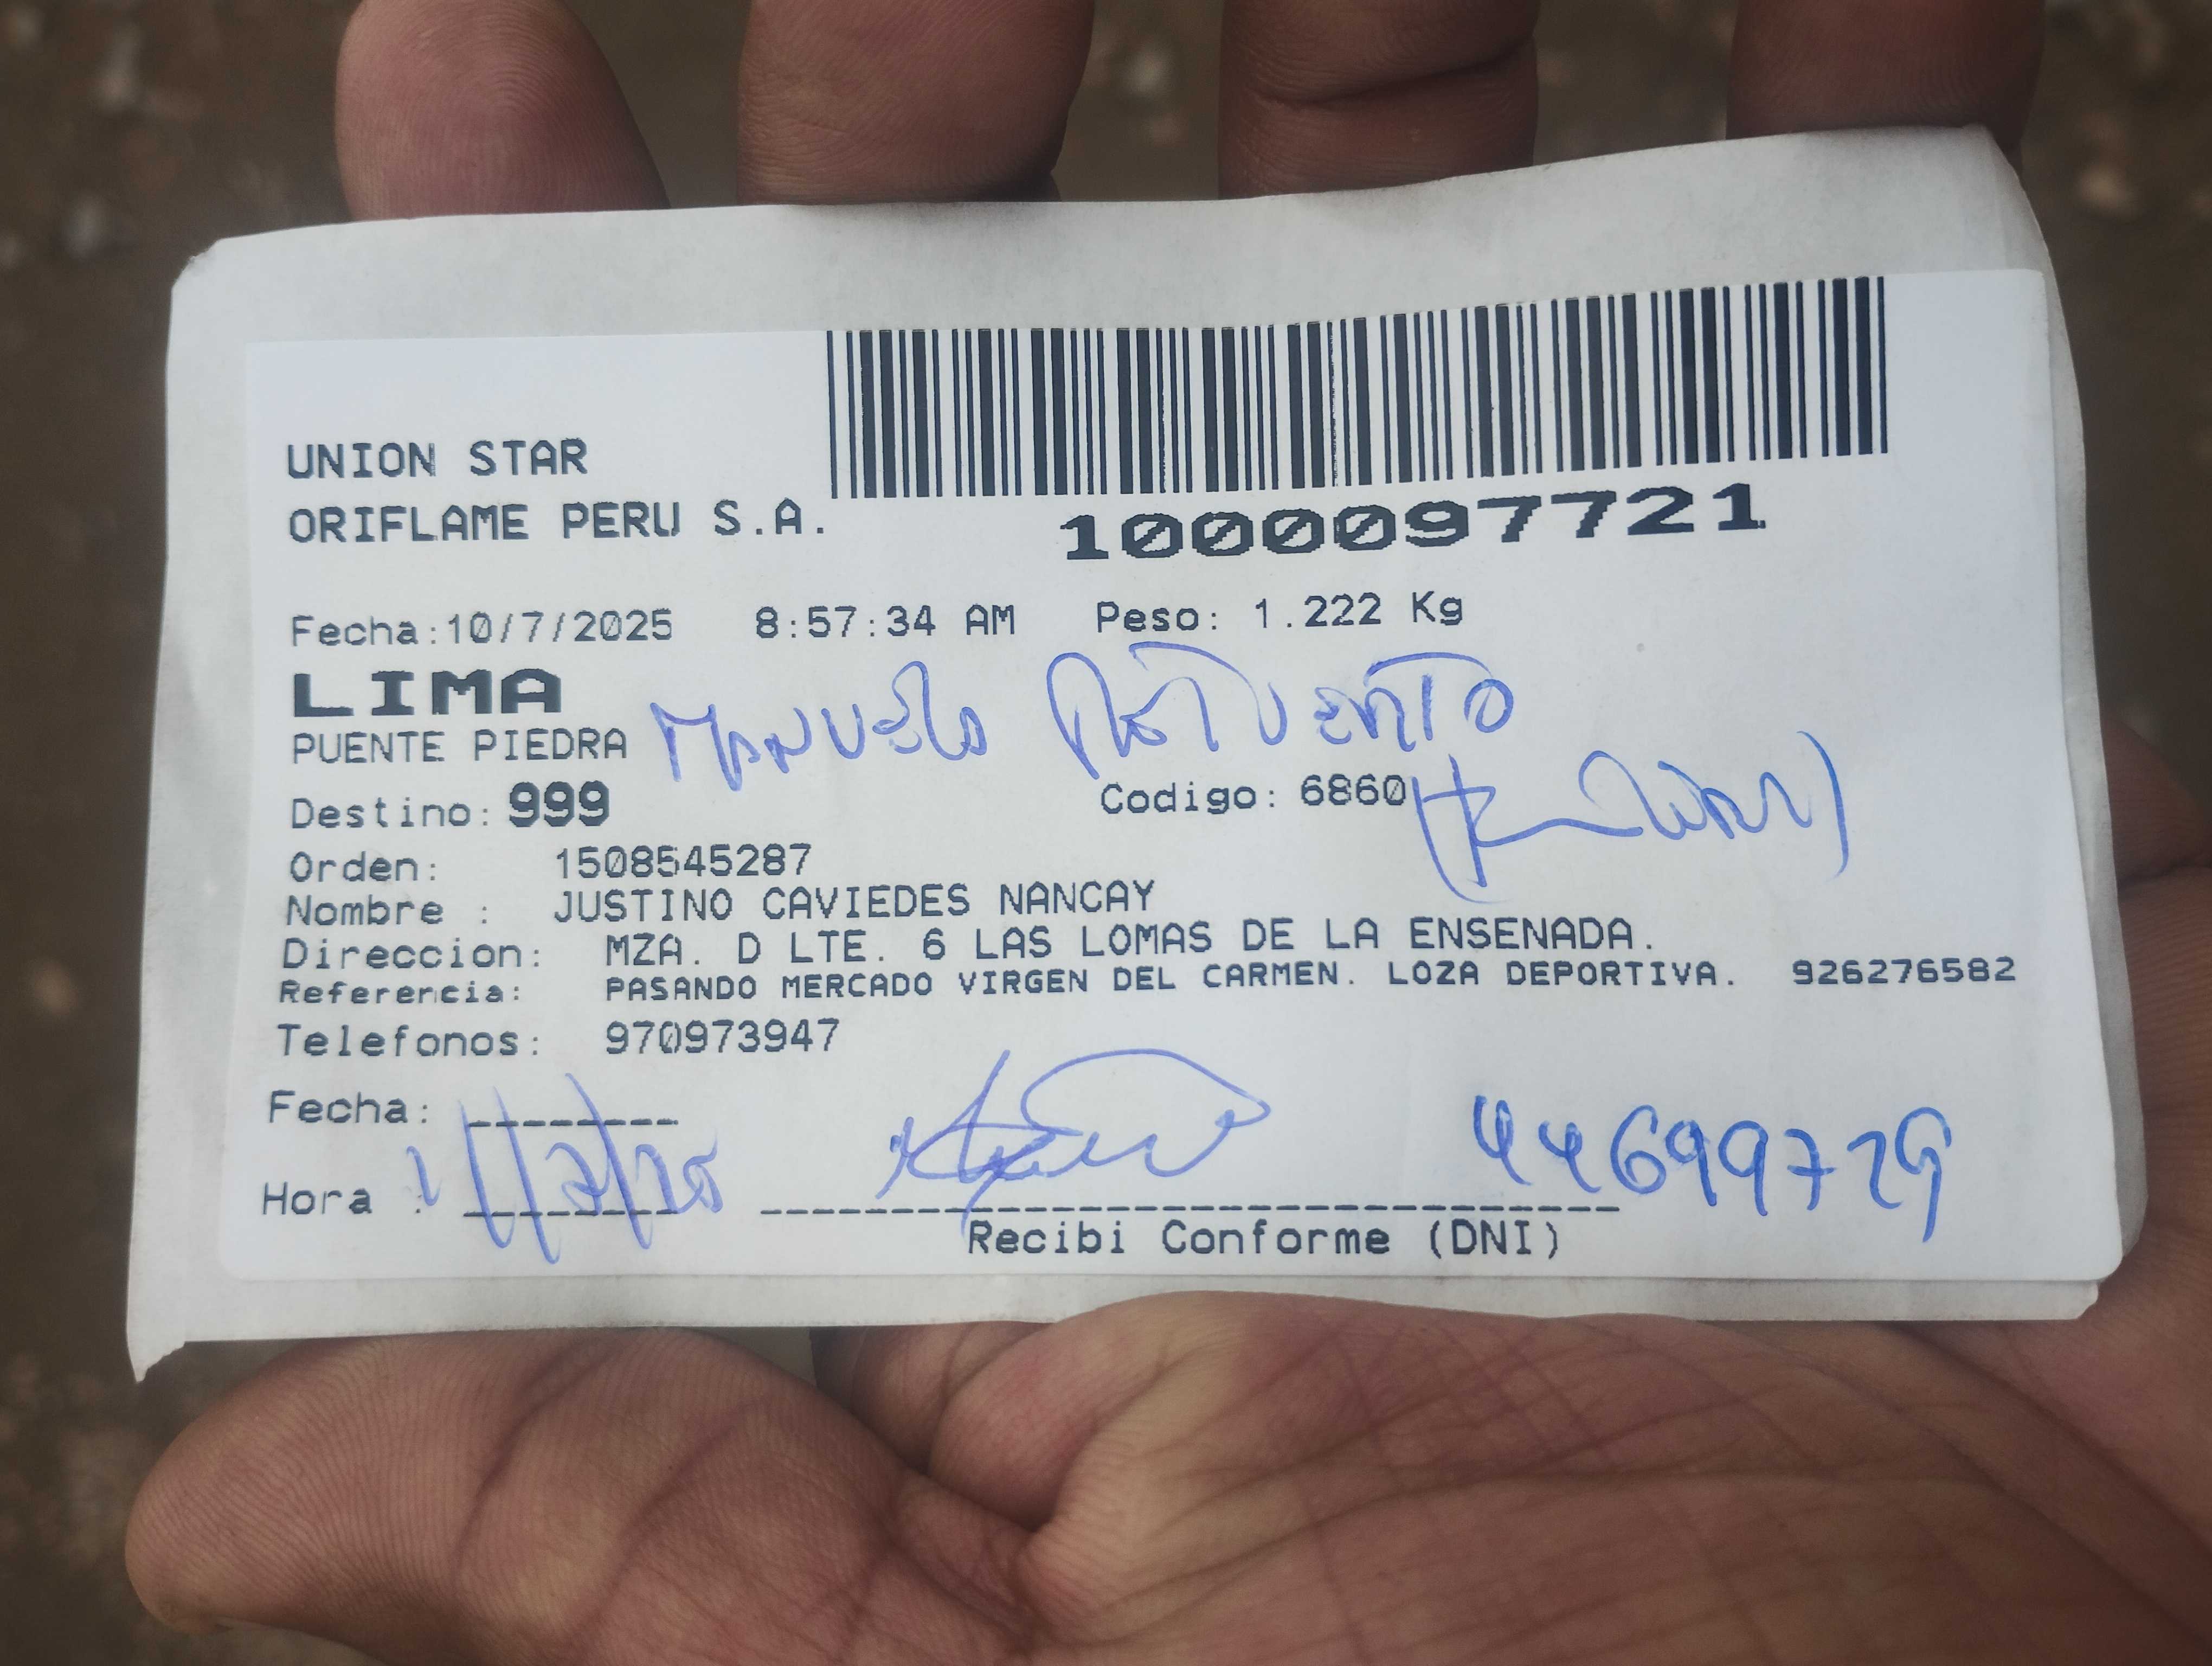 UNION STAR
ORIFLAME PERU S.A.
1000097721
Fecha:10/7/2025 8:57:34 AM Peso: 1.222 Kg
LIMA
PUENTE PIEDRA
Destino: 999 Codigo: 6860
Orden: 1508545287
Nombre : JUSTINO CAVIEDES NANCAY
Direccion: MZA. D LTE. 6 LAS LOMAS DE LA ENSENADA.
Referencia: PASANDO MERCADO VIRGEN DEL CARMEN. LOZA DEPORTIVA. 926276582
Telefonos: 970973947
Fecha:
Hora :
44699729
Recibi Conforme (DNI)